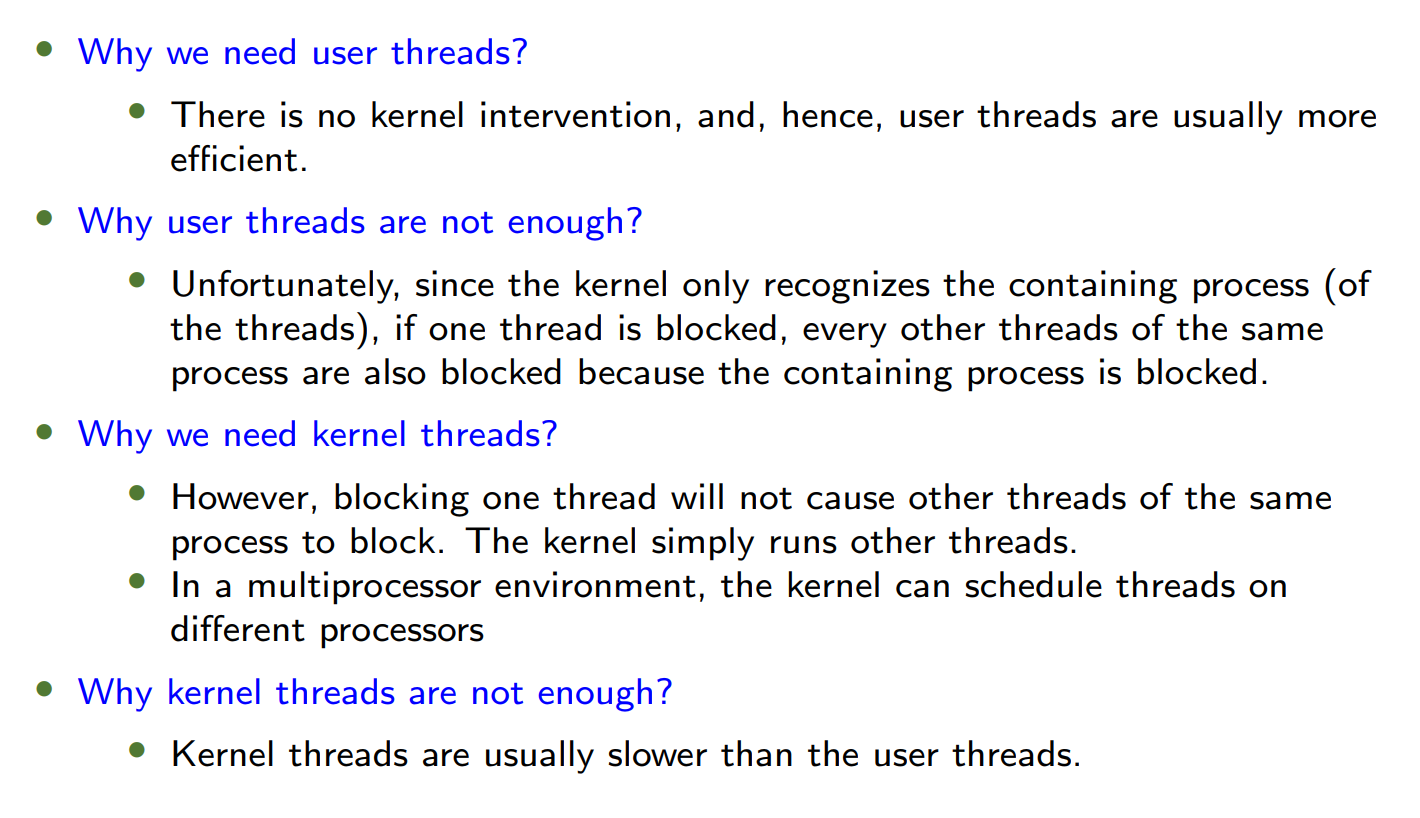 • Why we need user threads?
• There is no kernel intervention, and, hence, user threads are usually more
efficient.
• Why user threads are not enough?
• Unfortunately, since the kernel only recognizes the containing process (of
the threads), if one thread is blocked, every other threads of the same
process are also blocked because the containing process is blocked.
• Why we need kernel threads?
• However, blocking one thread will not cause other threads of the same
process to block. The kernel simply runs other threads.
• In a multiprocessor environment, the kernel can schedule threads on
different processors
• Why kernel threads are not enough?
• Kernel threads are usually slower than the user threads.